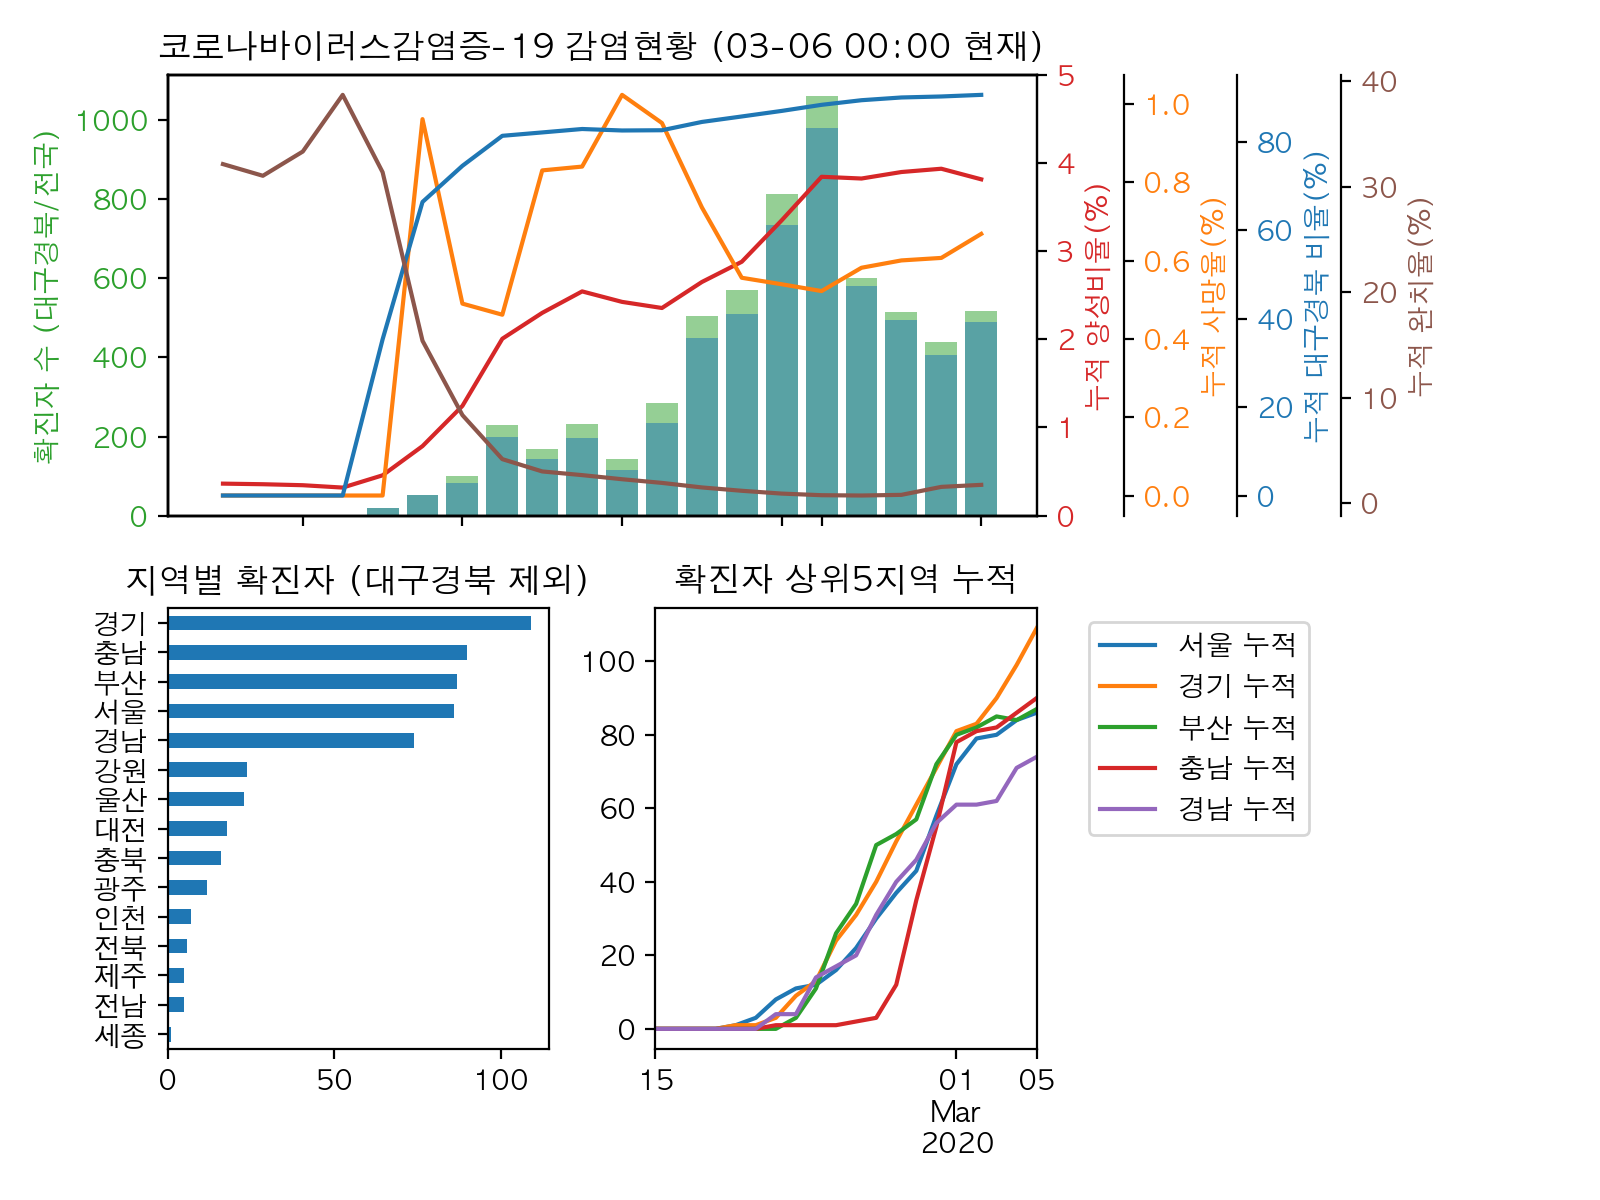 코로나바이러스감염증-19 감염현황 (03-06 00:00 현재)
확진자 수 (대구경북/전국)
1000
800
600
400
200
0
5
4
3
2
1
0
누적 양성비율(%)
1.0
0.8
0.6
0.4
0.2
0.0
누적 사망율(%)
80
60
40
20
0
누적 대구경북 비율(%)
40
30
20
10
0
누적 완치율(%)
지역별 확진자 (대구경북 제외)
경기
충남
부산
서울
경남
강원
울산
대전
충북
광주
인천
전북
제주
전남
세종
0 50 100
확진자 상위5지역 누적
100
80
60
40
20
0
15 01 05
Mar
2020
서울 누적
경기 누적
부산 누적
충남 누적
경남 누적